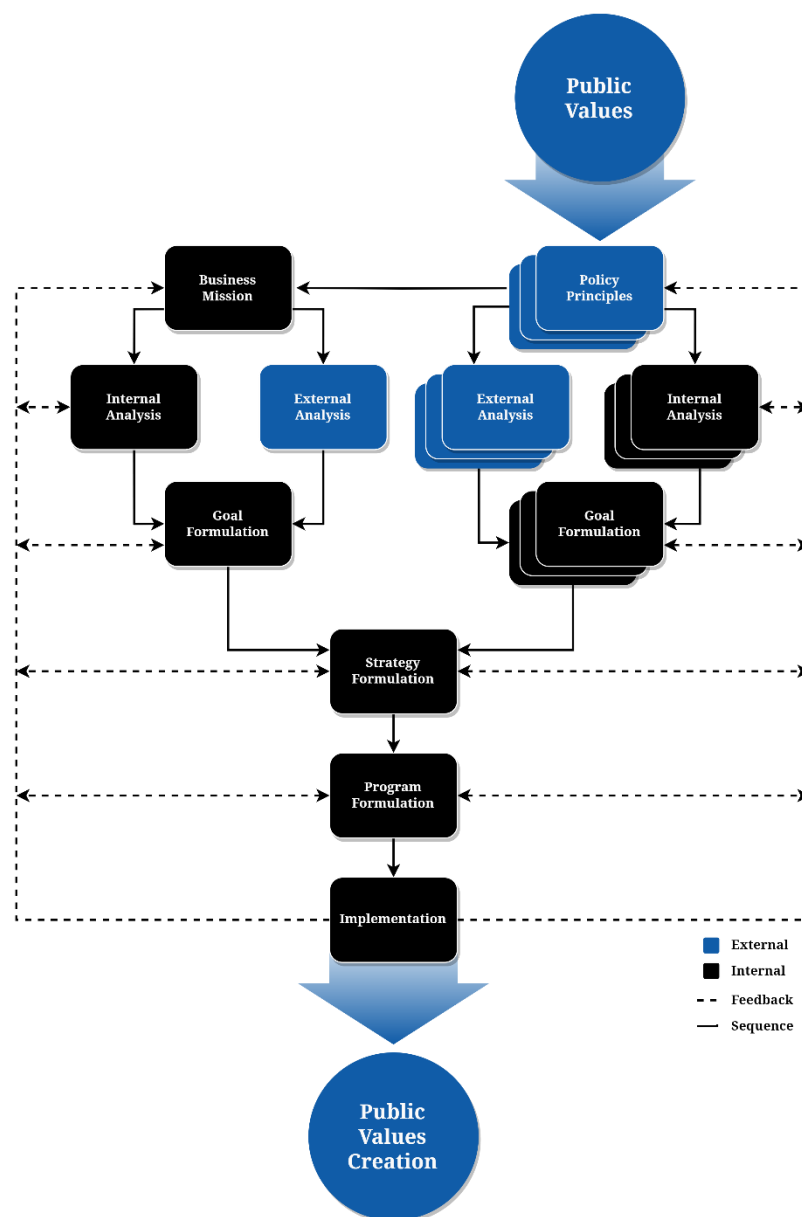 Public
Values
Business
Mission
Policy
Principles
Internal
Analysis
External
Analysis
External
Analysis
Internal
Analysis
Goal
Formulation
Goal
Formulation
Strategy
Formulation
Program
Formulation
Implementation
External
Internal
Feedback
Sequence
Public
Values
Creation